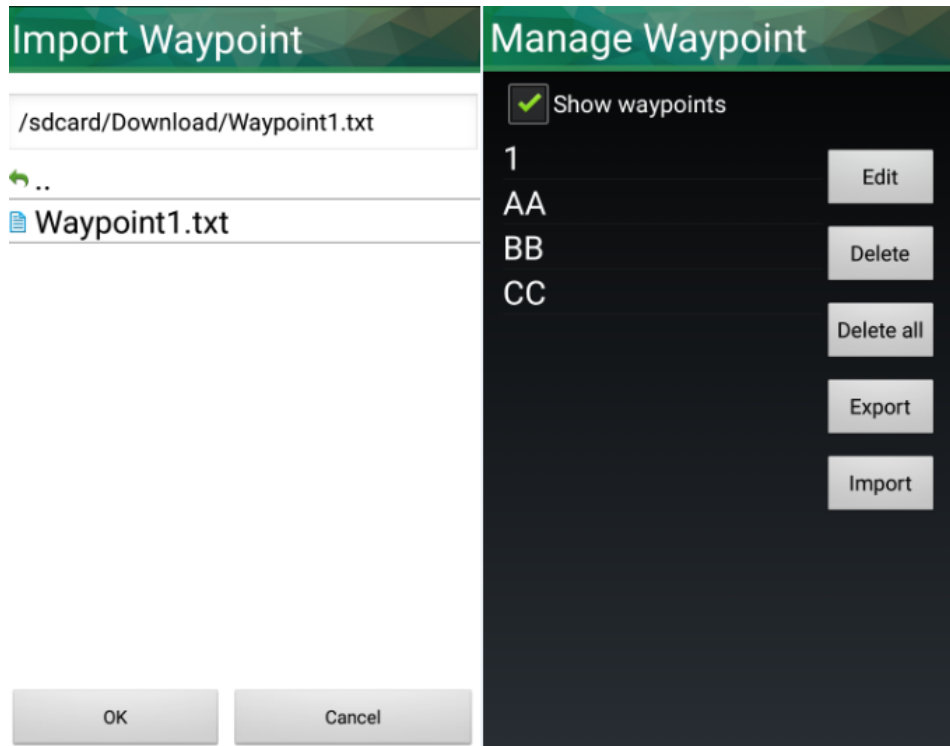 Import Waypoint
/sdcard/Download/Waypoint1.txt
..
Waypoint1.txt
OK
Cancel
Manage Waypoint
Show waypoints
1
AA
BB
CC
Edit
Delete
Delete all
Export
Import